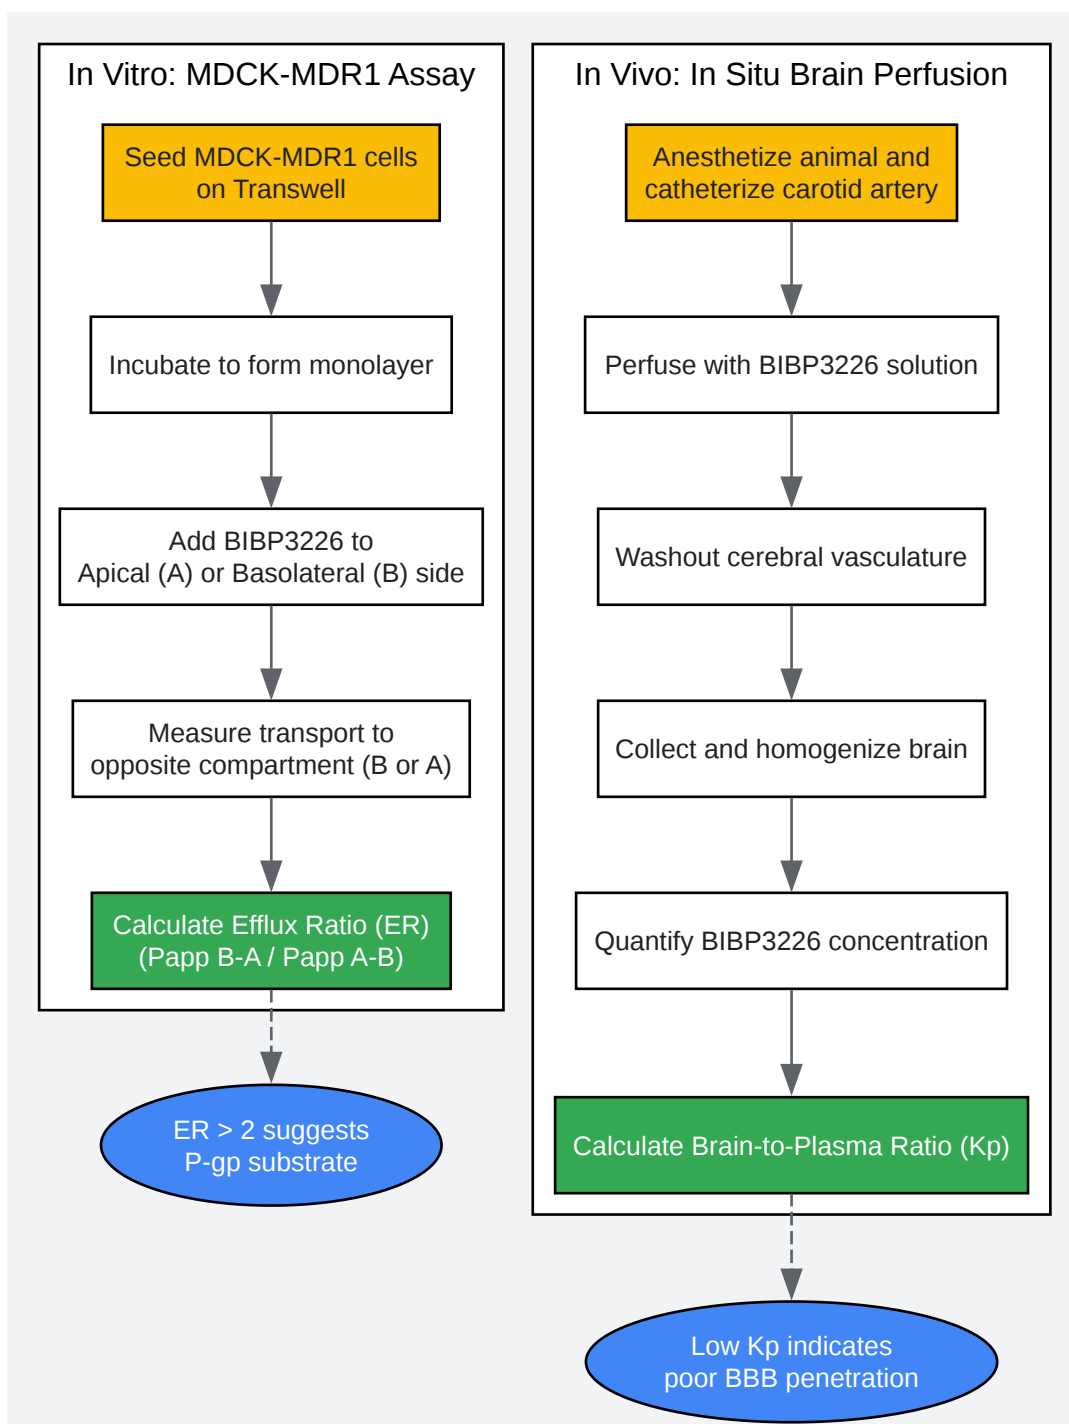 In Vitro: MDCK-MDR1 Assay
Seed MDCK-MDR1 cells
on Transwell
Incubate to form monolayer
Add BIBP3226 to
Apical (A) or Basolateral (B) side
Measure transport to
opposite compartment (B or A)
Calculate Efflux Ratio (ER)
(Papp B-A / Papp A-B)
ER > 2 suggests
P-gp substrate
In Vivo: In Situ Brain Perfusion
Anesthetize animal and
catheterize carotid artery
Perfuse with BIBP3226 solution
Washout cerebral vasculature
Collect and homogenize brain
Quantify BIBP3226 concentration
Calculate Brain-to-Plasma Ratio (Kp)
Low Kp indicates
poor BBB penetration